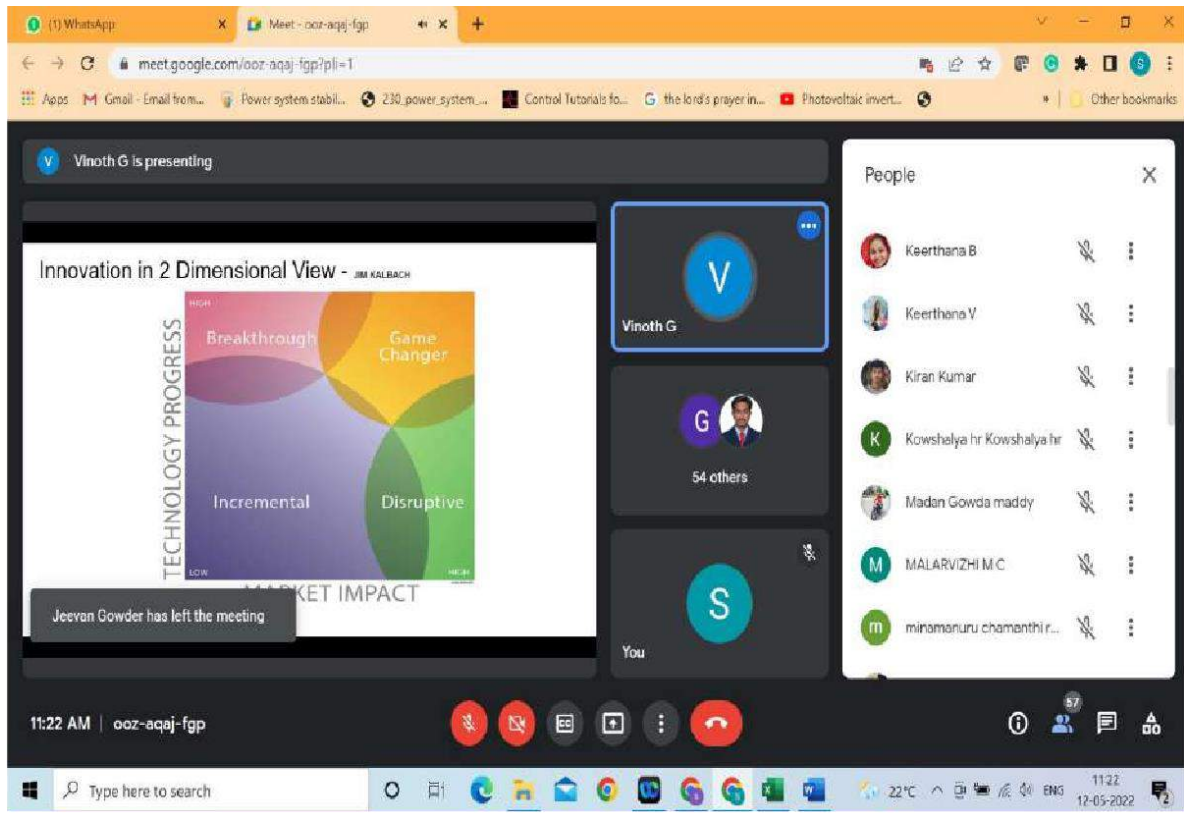 (1) WhatsApp
Meet - ooz-aqaj-fgp
meet.google.com/ooz-aqaj-fgp?pli=1
Apps
Gmail - Email from...
Power system stabil...
230_power_system_...
Control Tutorials fo...
the lord's prayer in...
Photovoltaic invert...
Other bookmarks
V
Vinoth G is presenting
Innovation in 2 Dimensional View - JIM KALBACH
HIGH
Breakthrough
Game
Changer
Incremental
Disruptive
LOW
HIGH
TECHNOLOGY PROGRESS
KET IMPACT
Jeevan Gowder has left the meeting
V
Vinoth G
G
54 others
S
You
People
Keerthana B
Keerthana V
Kiran Kumar
K
Kowshalya hr Kowshalya hr
Madan Gowda maddy
M
MALARVIZHI M C
m
minamanuru chamanthi r...
11:22 AM | ooz-aqaj-fgp
57
Type here to search
22°C
ENG
11:22
12-05-2022
2